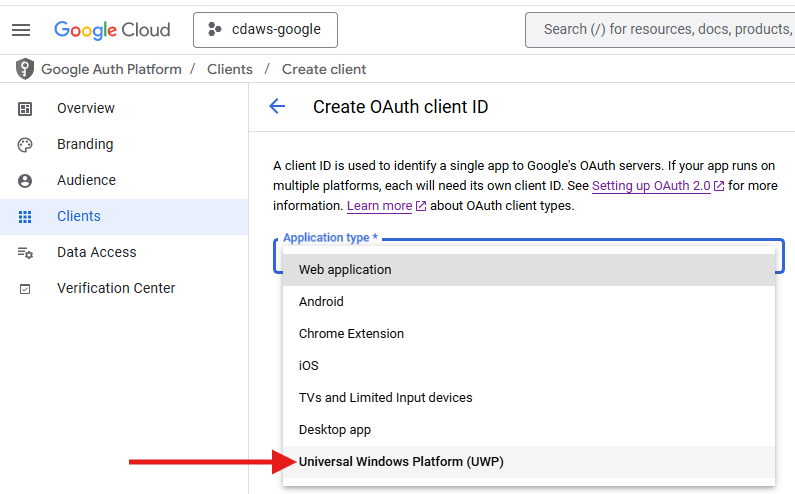 Google Cloud
cdaws-google
Search (/) for resources, docs, products,
Google Auth Platform / Clients / Create client
Overview
Branding
Audience
Clients
Data Access
Verification Center
Create OAuth client ID
A client ID is used to identify a single app to Google's OAuth servers. If your app runs on
multiple platforms, each will need its own client ID. See Setting up OAuth 2.0 for more
information. Learn more about OAuth client types.
Application type *
Web application
Android
Chrome Extension
iOS
TVs and Limited Input devices
Desktop app
Universal Windows Platform (UWP)